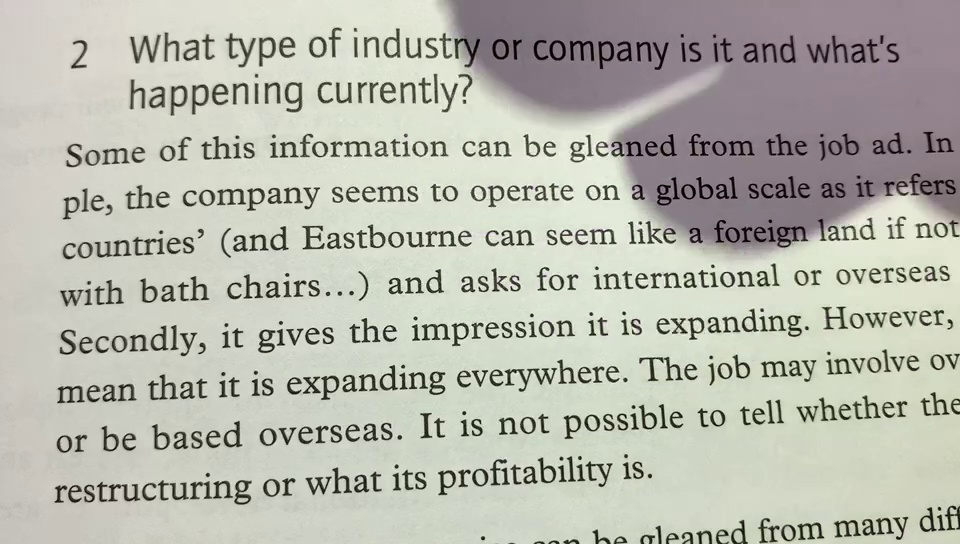 2 What type of industry or company is it and what's
happening currently?
Some of this information can be gleaned from the job ad. In
ple, the company seems to operate on a global scale as it refers
countries’ (and Eastbourne can seem like a foreign land if not
with bath chairs...) and asks for international or overseas
Secondly, it gives the impression it is expanding. However,
mean that it is expanding everywhere. The job may involve ov
or be based overseas. It is not possible to tell whether the
restructuring or what its profitability is.
can be gleaned from many diff